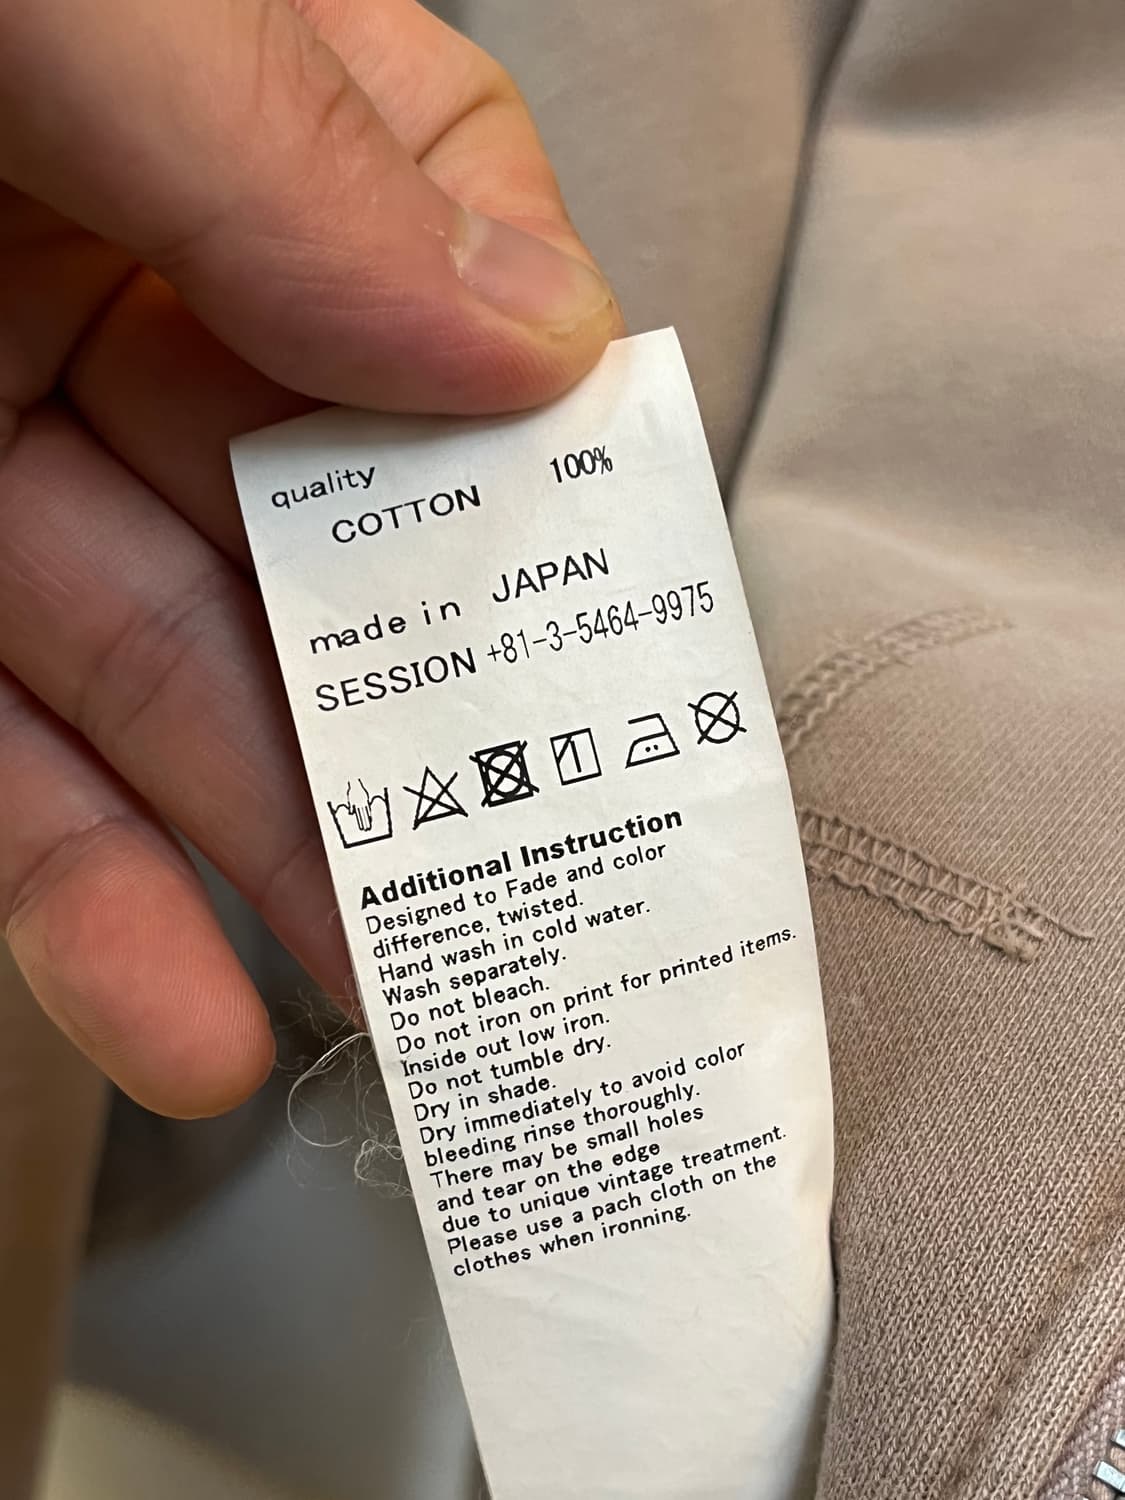 quality
COTTON 100%
made in JAPAN
SESSION +81-3-5464-9975
Additional Instruction
Designed to Fade and color
difference, twisted.
Hand wash in cold water.
Wash separately.
Do not bleach.
Do not iron on print for printed items.
Inside out low iron.
Do not tumble dry.
Dry in shade.
Dry immediately to avoid color
bleeding rinse thoroughly.
There may be small holes
and tear on the edge
due to unique vintage treatment.
Please use a pach cloth on the
clothes when ironning.